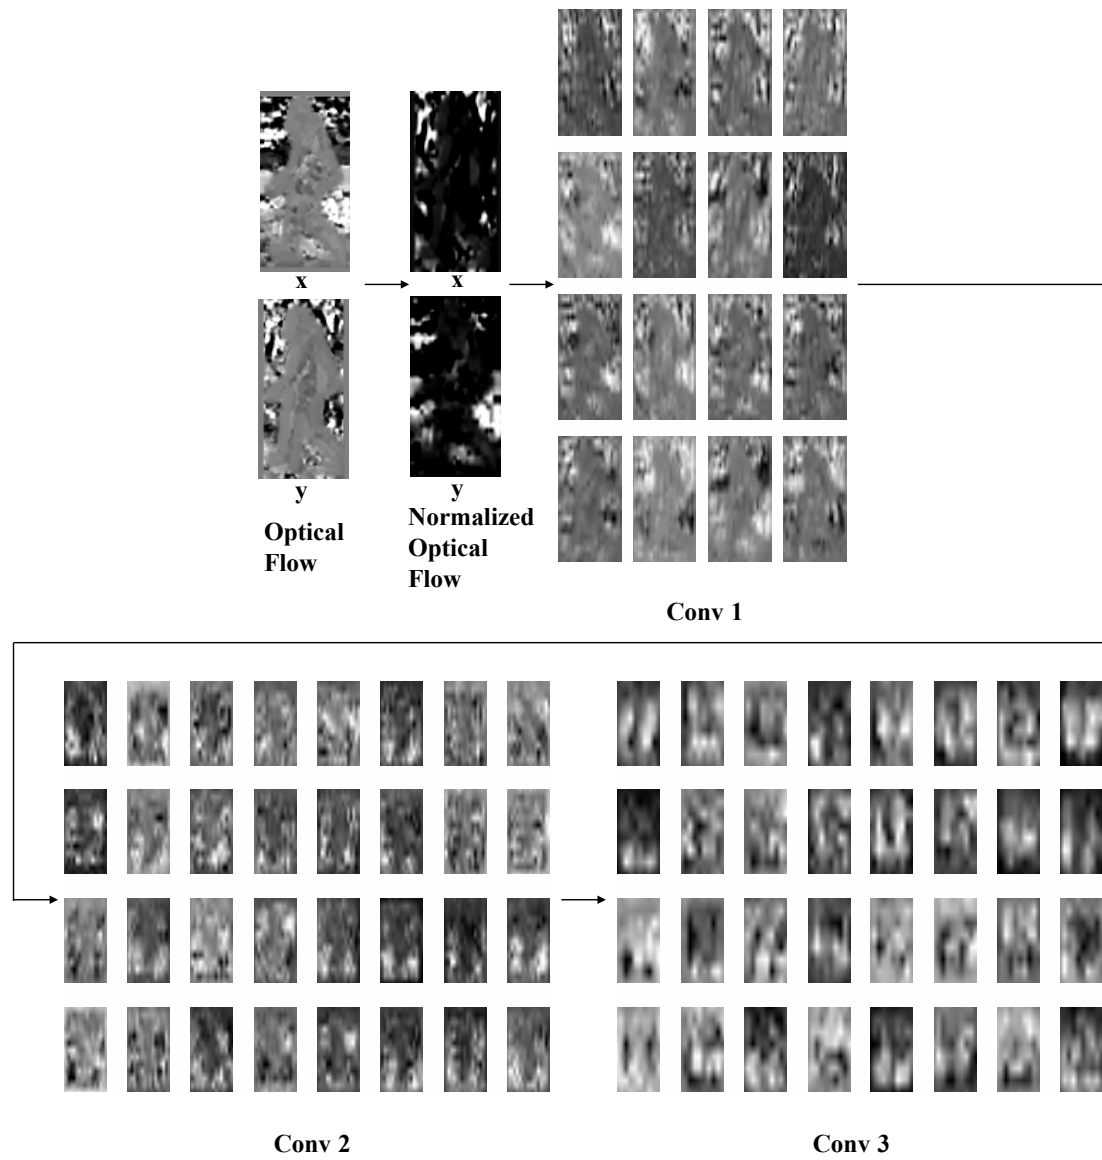 x
x
y
y
Optical
Flow
Normalized
Optical
Flow
Conv 1
Conv 2
Conv 3